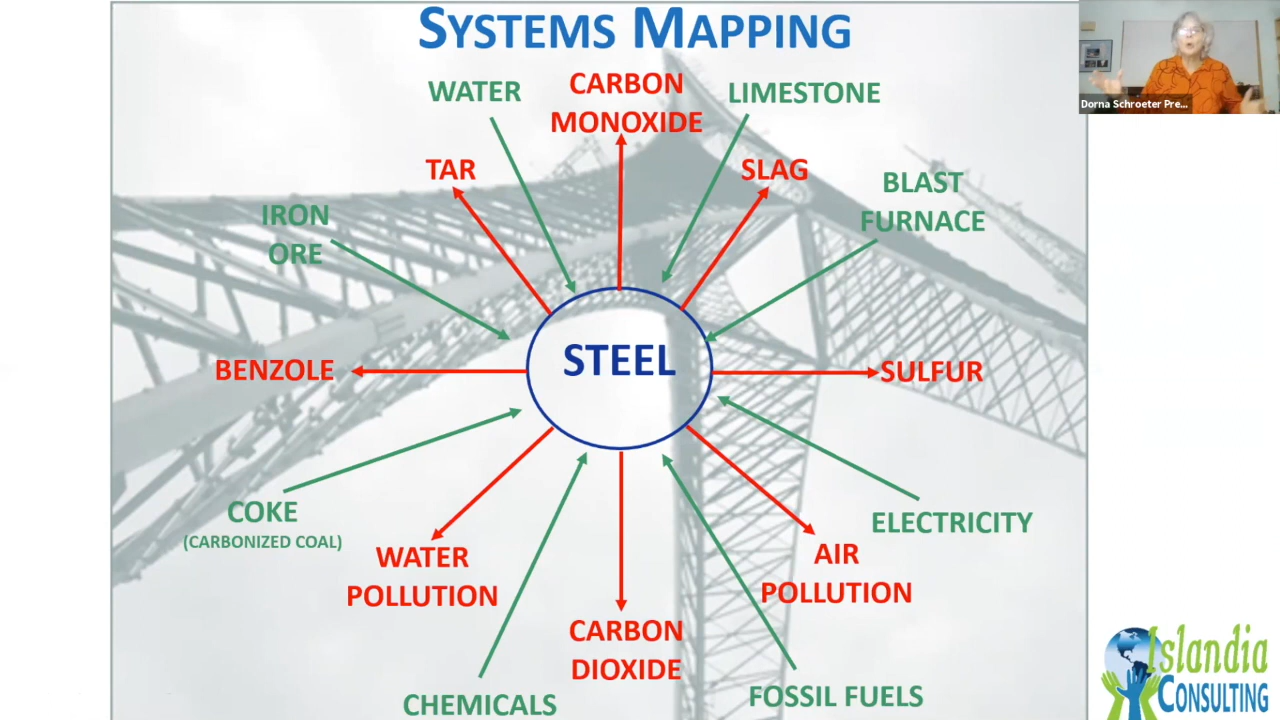 SYSTEMS MAPPING
Dorna Schroeter Pre...
WATER
CARBON
MONOXIDE
LIMESTONE
TAR
SLAG
BLAST
FURNACE
IRON
ORE
STEEL
BENZOLE
SULFUR
COKE
(CARBONIZED COAL)
ELECTRICITY
WATER
POLLUTION
AIR
POLLUTION
CARBON
DIOXIDE
CHEMICALS
FOSSIL FUELS
Islandia
CONSULTING